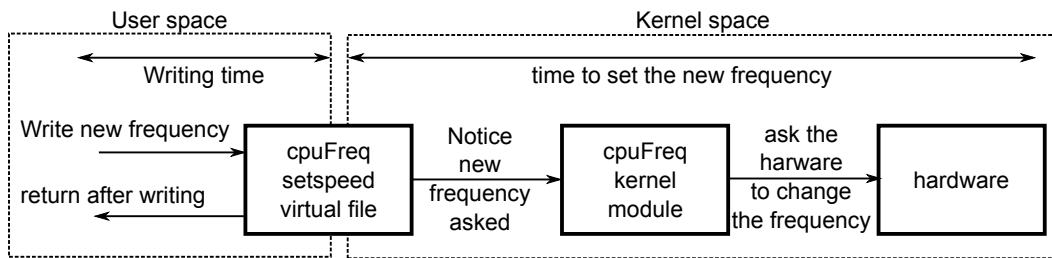 User space
Kernel space
Writing time
time to set the new frequency
Write new frequency
return after writing
cpuFreq
setspeed
virtual file
Notice
new
frequency
asked
cpuFreq
kernel
module
ask the
harware
to change
the frequency
hardware